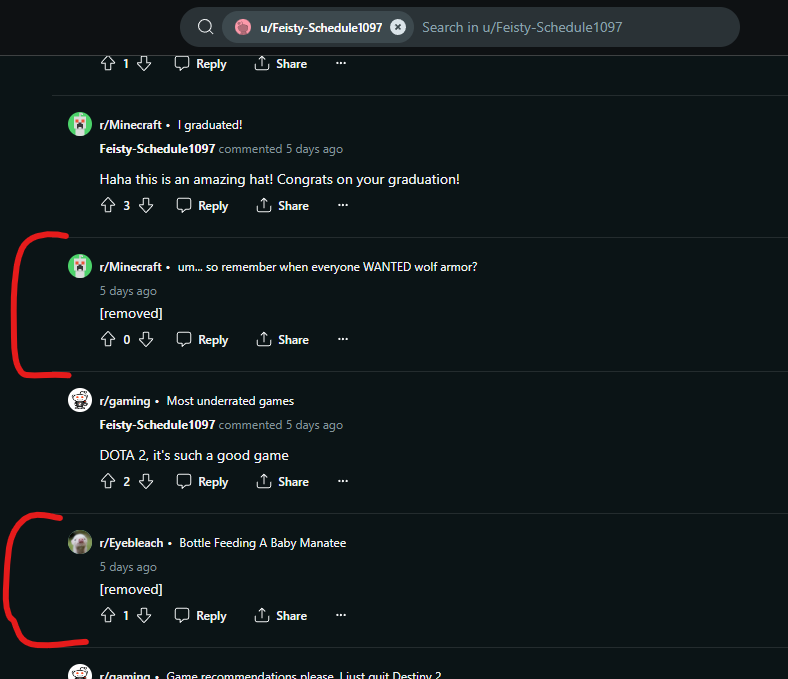 u/Feisty-Schedule1097 Search in u/Feisty-Schedule1097
1 Reply Share ...
r/Minecraft • I graduated!
Feisty-Schedule1097 commented 5 days ago
Haha this is an amazing hat! Congrats on your graduation!
3 Reply Share ...
r/Minecraft • um... so remember when everyone WANTED wolf armor?
5 days ago
[removed]
0 Reply Share ...
r/gaming • Most underrated games
Feisty-Schedule1097 commented 5 days ago
DOTA 2, it's such a good game
2 Reply Share ...
r/Eyebleach • Bottle Feeding A Baby Manatee
5 days ago
[removed]
1 Reply Share ...
r/gaming • Game recommendations please, I just quit Destiny 2